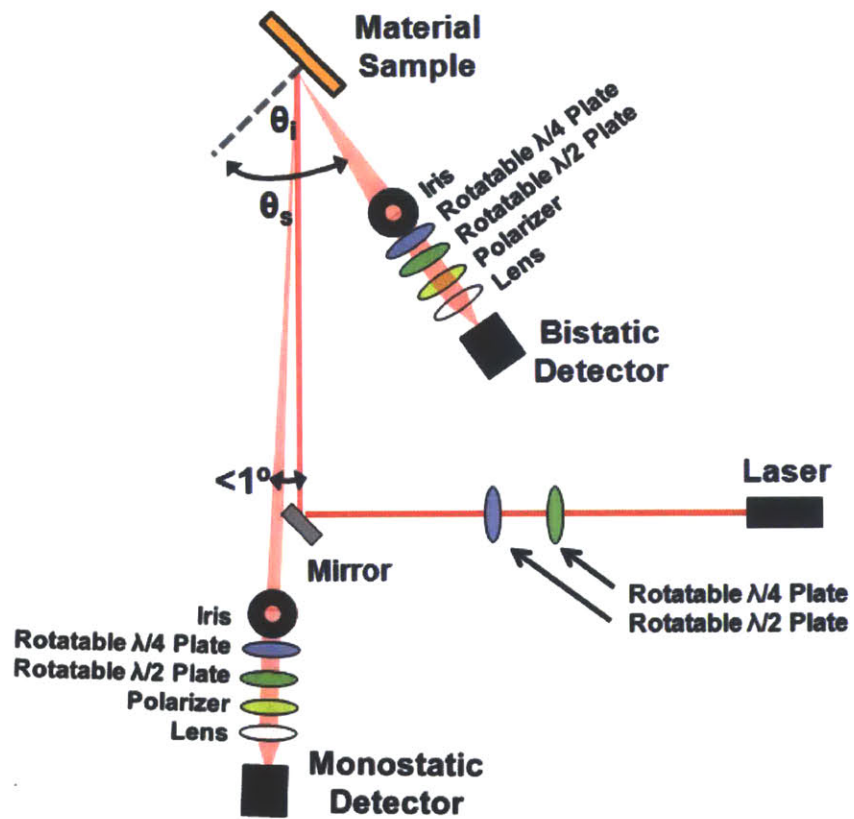 Material
Sample
θi
θs
Iris
Rotatable λ/4 Plate
Rotatable λ/2 Plate
Polarizer
Lens
Bistatic
Detector
<1º
Laser
Mirror
Rotatable λ/4 Plate
Rotatable λ/2 Plate
Iris
Rotatable λ/4 Plate
Rotatable λ/2 Plate
Polarizer
Lens
Monostatic
Detector